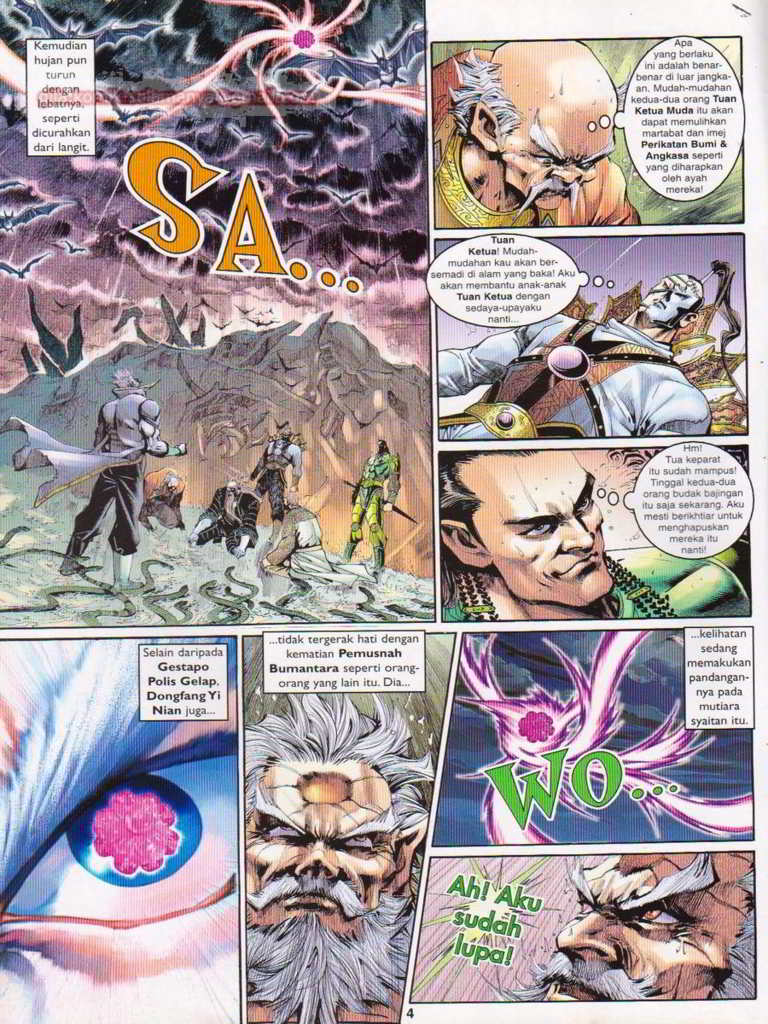 Kemudian
hujan pun
turun
dengan
lebatnya,
seperti
dicurahkan
dari langit.
SA...
Apa
yang berlaku
ini adalah benar-
benar di luar jangka-
an. Mudah-mudahan
kedua-dua orang Tuan
Ketua Muda itu akan
dapat memulihkan
martabat dan imej
Perikatan Bumi &
Angkasa seperti
yang diharapkan
oleh ayah
mereka!
Tuan
Ketua! Mudah-
mudahan kau akan ber-
semadi di alam yang baka! Aku
akan membantu anak-anak
Tuan Ketua dengan
sedaya-upayaku
nanti...
Hm!
Tua keparat
itu sudah mampus!
Tinggal kedua-dua
orang budak bajingan
itu saja sekarang. Aku
mesti berikhtiar untuk
menghapuskan
mereka itu
nanti!
Selain daripada
Gestapo
Polis Gelap,
Dongfang Yi
Nian juga...
...tidak tergerak hati dengan
kematian Pemusnah
Bumantara seperti orang-
orang yang lain itu. Dia...
...kelihatan
sedang
memakukan
pandangan-
nya pada
mutiara
syaitan itu.
WO...
Ah! Aku
sudah
lupa!
4